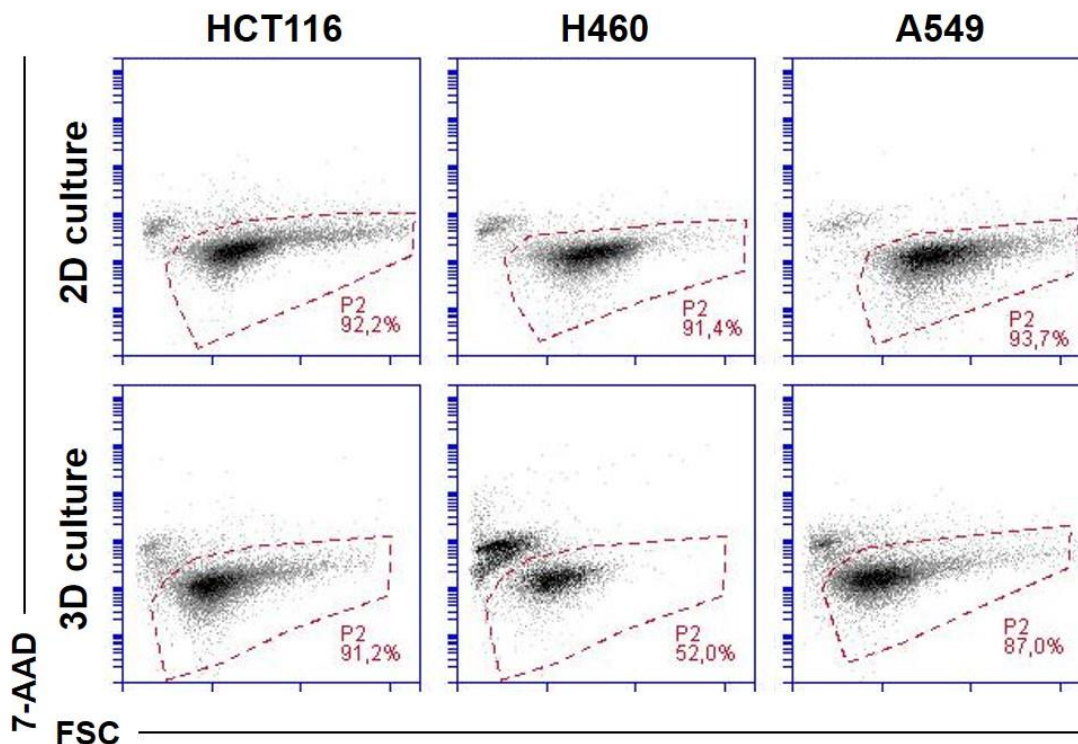 HCT116
H460
A549
2D culture
P2
92,2%
P2
91,4%
P2
93,7%
3D culture
P2
91,2%
P2
52,0%
P2
87,0%
7-AAD
FSC